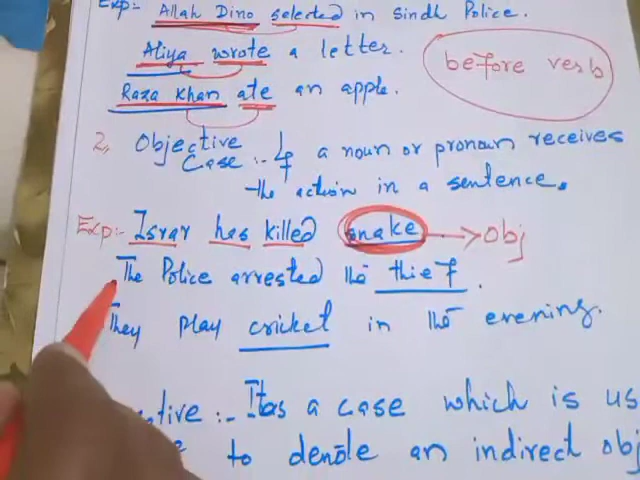 Exp:- Allah Dino selected in sindh Police.
Aliya wrote a letter.
before verb
Raza Khan ate an apple.
2, Objective Case :- If a noun or pronoun receives
the action in a sentence.
Exp:- Israr has killed snake → obj
The Police arrested the thief.
They play cricket in the evening.
tive :- It is a case which is us
to denote an indirect obj